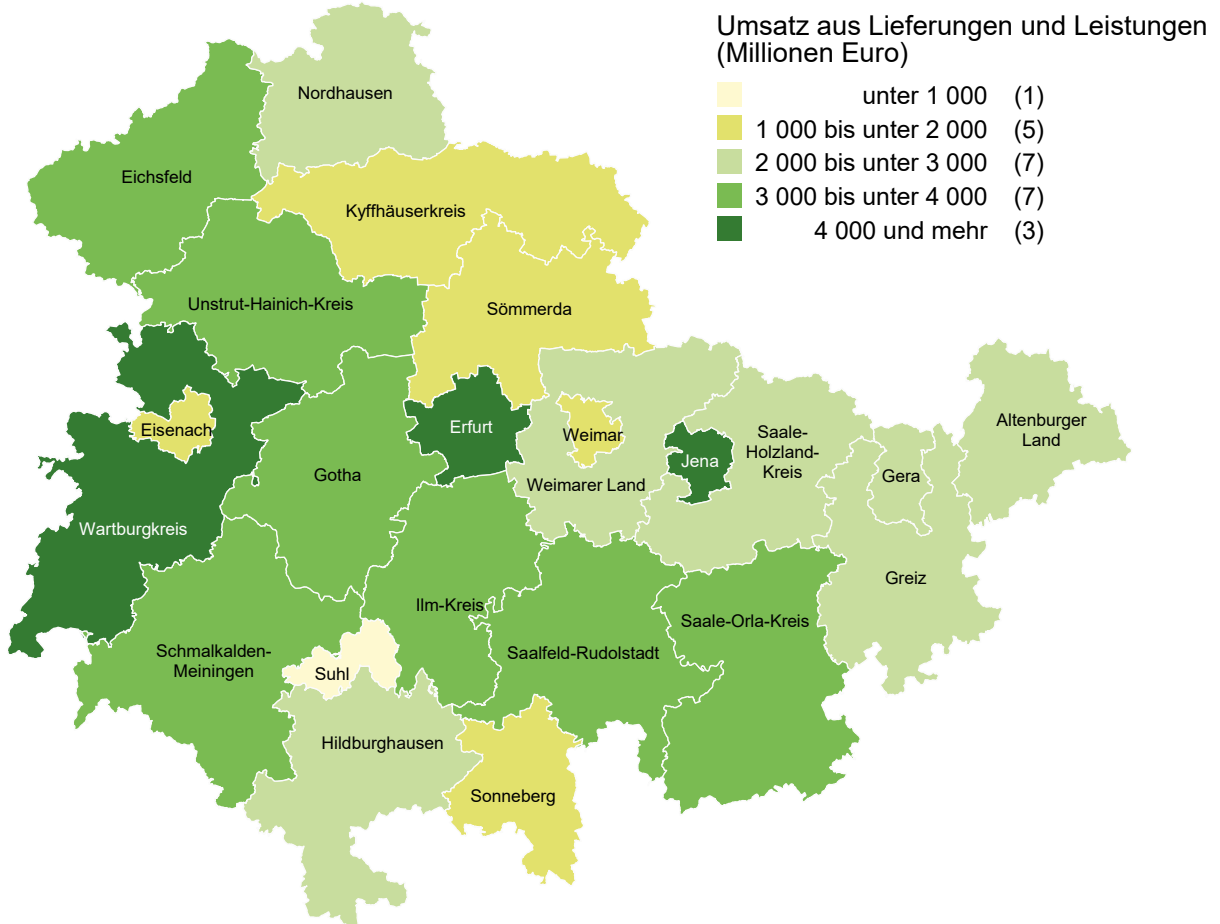 Umsatz aus Lieferungen und Leistungen
(Millionen Euro)
unter 1 000 (1)
1 000 bis unter 2 000 (5)
2 000 bis unter 3 000 (7)
3 000 bis unter 4 000 (7)
4 000 und mehr (3)
Nordhausen
Eichsfeld
Kyffhäuserkreis
Unstrut-Hainich-Kreis
Sömmerda
Eisenach
Erfurt
Weimar
Jena
Saale-
Holzland-
Kreis
Altenburger
Land
Gera
Gotha
Weimarer Land
Wartburgkreis
Greiz
Ilm-Kreis
Saale-Orla-Kreis
Schmalkalden-
Meiningen
Suhl
Saalfeld-Rudolstadt
Hildburghausen
Sonneberg